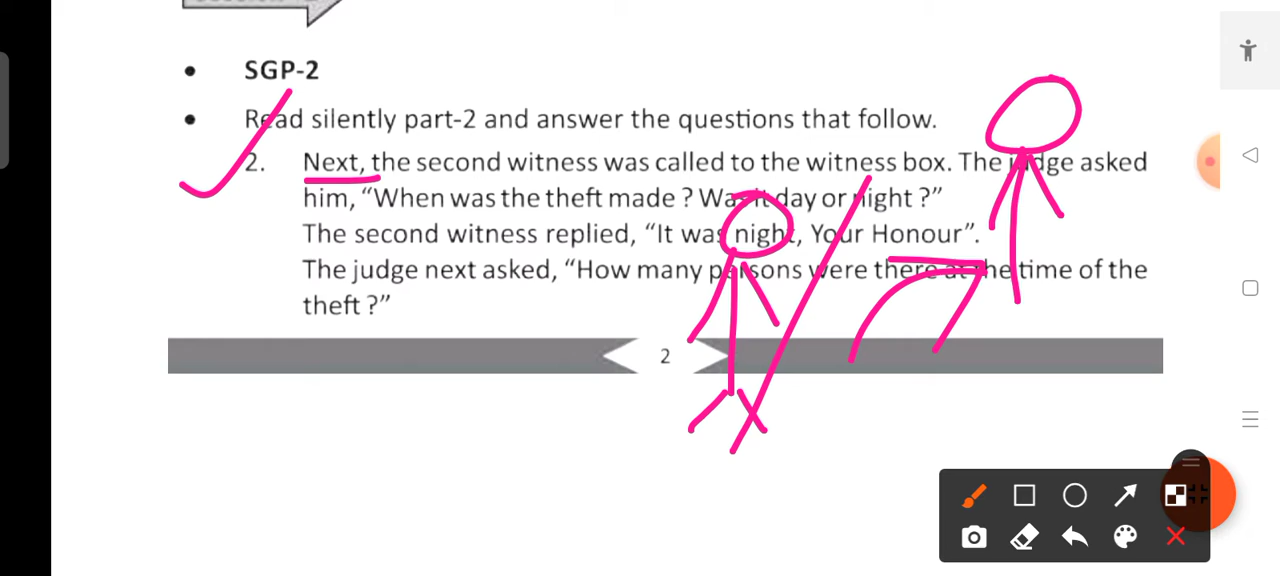 • SGP-2
• Read silently part-2 and answer the questions that follow.
2. Next, the second witness was called to the witness box. The judge asked
him, “When was the theft made ? Was it day or night ?”
The second witness replied, “It was night, Your Honour”.
The judge next asked, “How many persons were there at the time of the
theft ?”
2